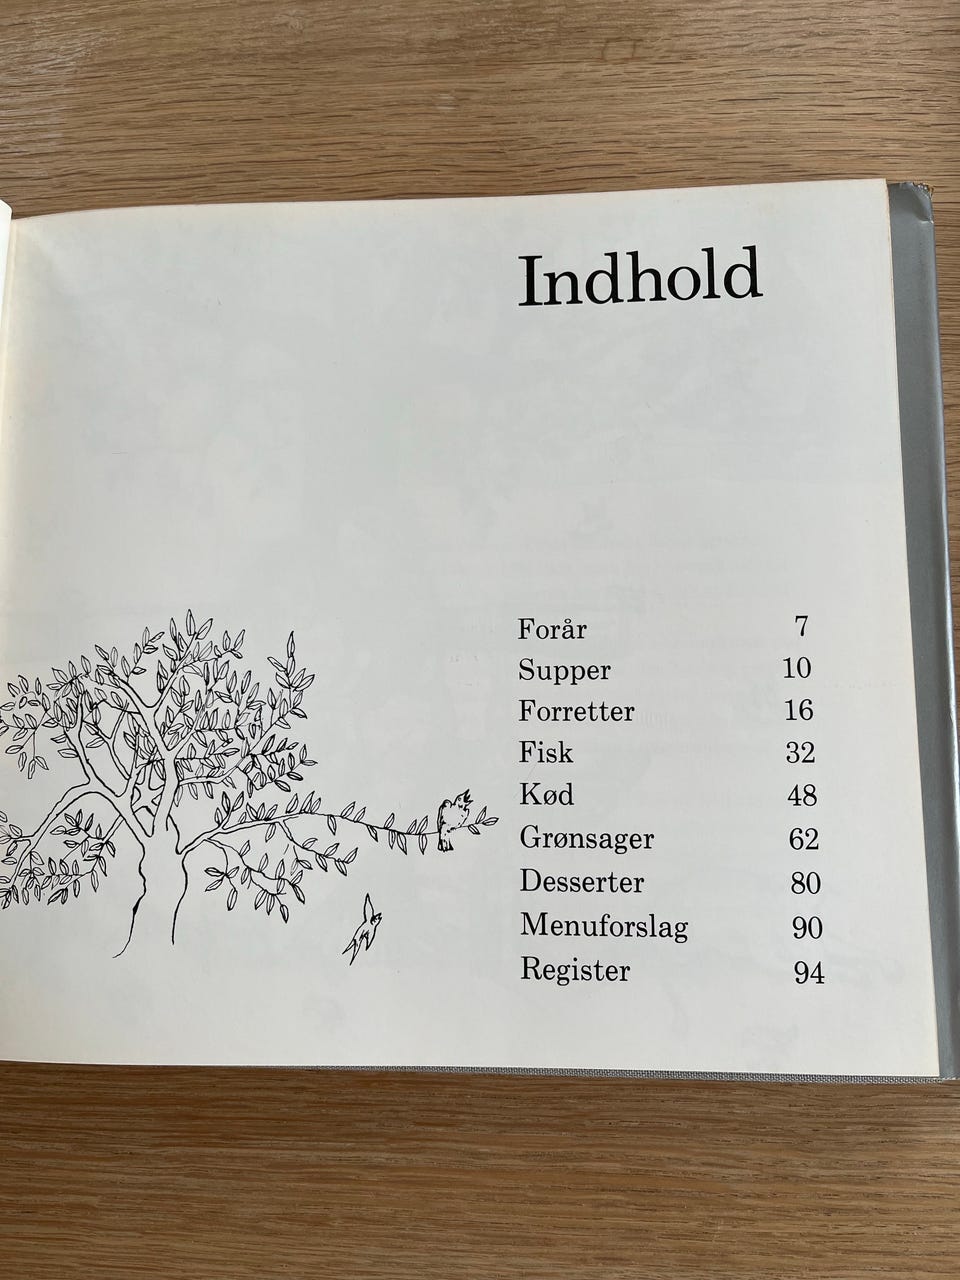 Indhold
Forår 7
Supper 10
Forretter 16
Fisk 32
Kød 48
Grønsager 62
Desserter 80
Menuforslag 90
Register 94